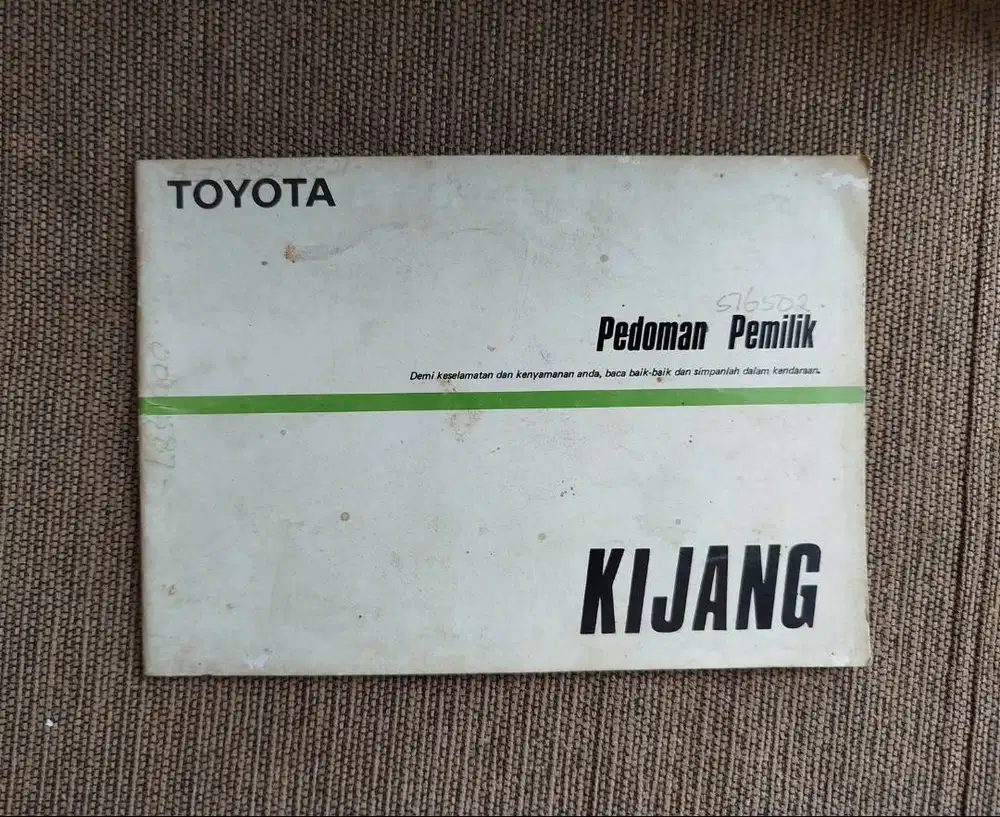 TOYOTA
516502
Pedoman Pemilik
Demi keselamatan dan kenyamanan anda, baca baik-baik dan simpanlah dalam kendaraan.
KIJANG